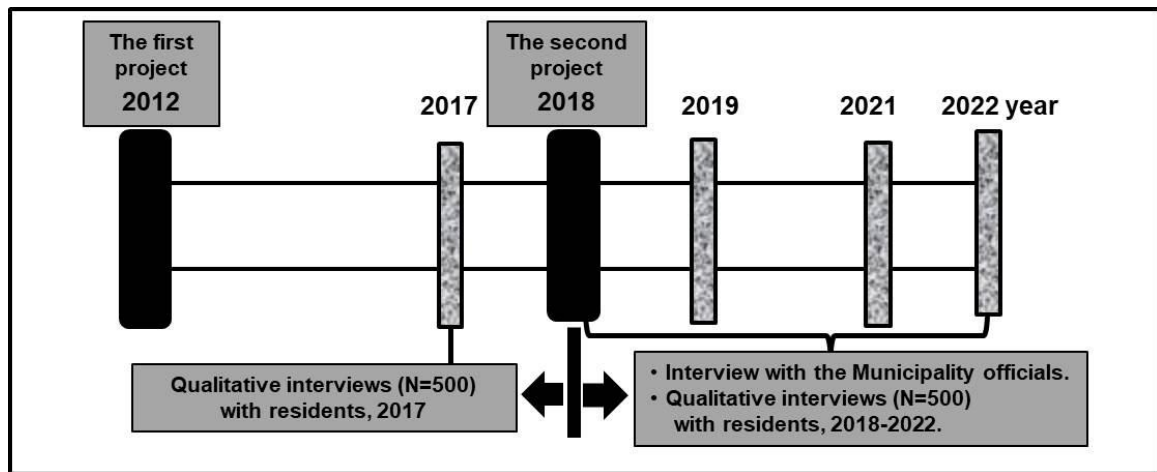 The first
project
2012
2017
The second
project
2018
2019
2021
2022 year
Qualitative interviews (N=500)
with residents, 2017
• Interview with the Municipality officials.
• Qualitative interviews (N=500)
with residents, 2018-2022.